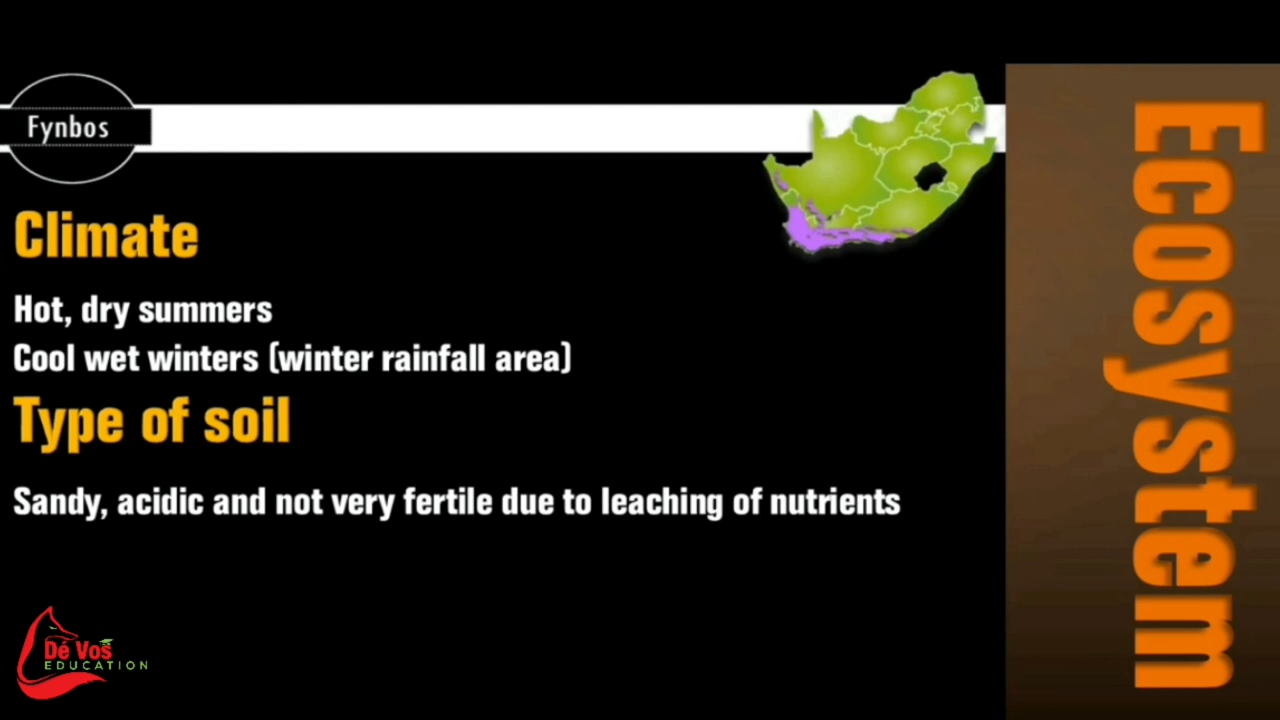 Fynbos
Climate
Hot, dry summers
Cool wet winters (winter rainfall area)
Type of soil
Sandy, acidic and not very fertile due to leaching of nutrients
Ecosystem
Dé Vos
EDUCATION